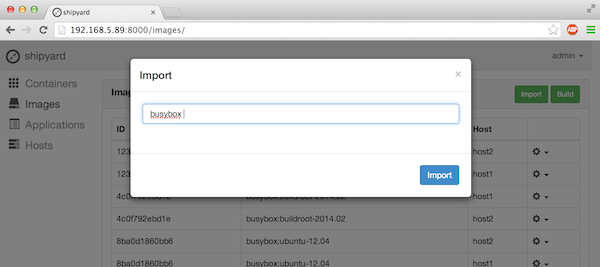 shipyard
192.168.5.89:8000/images/
ABP
shipyard
admin
Containers
Images
Applications
Hosts
Import
×
Import
Build
busybox
Import
ID
Host
123
host2
123
host1
4c0f792ebd1e
busybox:buildroot-2014.02
host1
4c0f792ebd1e
busybox:buildroot-2014.02
host2
8ba0d1860bb6
busybox:ubuntu-12.04
host2
8ba0d1860bb6
busybox:ubuntu-12.04
host1